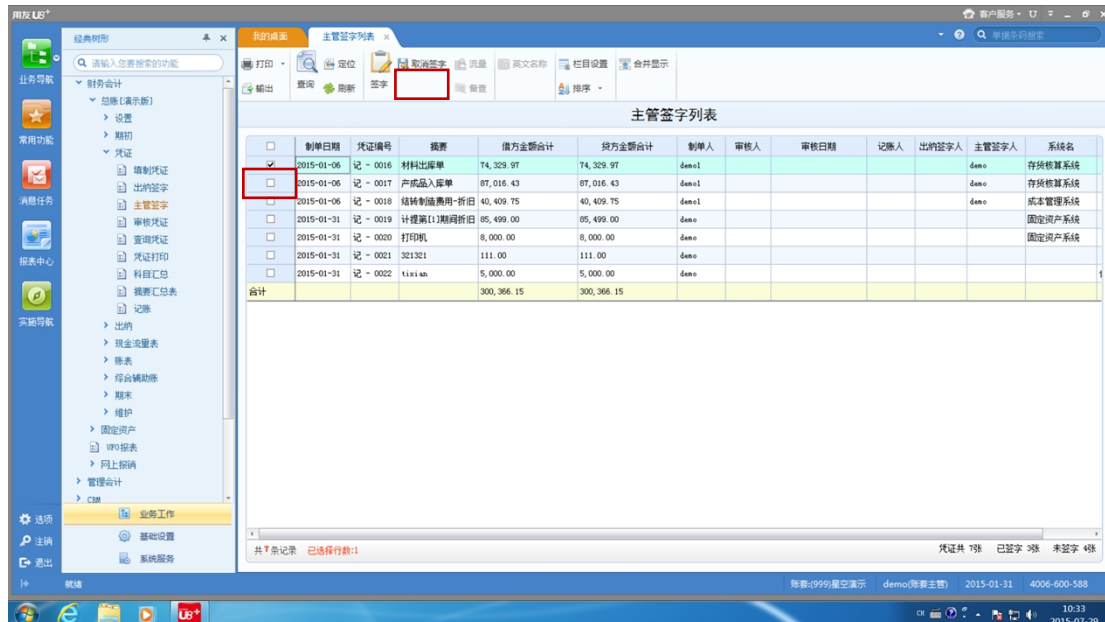 用友 U8+
客户服务
经典树形
我的桌面
主管签字列表
单据条码搜索
请输入您要搜索的功能
打印
定位
取消签字
流量
英文名称
栏目设置
合并显示
查询
签字
输出
刷新
备查
排序
业务导航
常用功能
消息任务
报表中心
实施导航
选项
注销
退出
财务会计
总账[演示版]
设置
期初
凭证
填制凭证
出纳签字
主管签字
审核凭证
查询凭证
凭证打印
科目汇总
摘要汇总表
记账
出纳
现金流量表
账表
综合辅助账
期末
维护
固定资产
UFO报表
网上报销
管理会计
业务工作
基础设置
系统服务
主管签字列表
制单日期 凭证编号 摘要 借方金额合计 贷方金额合计 制单人 审核人 审核日期 记账人 出纳签字人 主管签字人 系统名
2015-01-06 记 - 0016 材料出库单 74,329.97 74,329.97 demo1 demo 存货核算系统
2015-01-06 记 - 0017 产成品入库单 87,016.43 87,016.43 demo1 demo 存货核算系统
2015-01-06 记 - 0018 结转制造费用-折旧 40,409.75 40,409.75 demo1 demo 成本管理系统
2015-01-31 记 - 0019 计提第[1]期间折旧 85,499.00 85,499.00 demo 固定资产系统
2015-01-31 记 - 0020 打印机 8,000.00 8,000.00 demo 固定资产系统
2015-01-31 记 - 0021 321321 111.00 111.00 demo
2015-01-31 记 - 0022 tixian 5,000.00 5,000.00 demo
合计 300,366.15 300,366.15
共7条记录 已选择行数:1
凭证共 7张 已签字 3张 未签字 4张
就绪
账套:(999)星空演示 demo(账套主管) 2015-01-31 4006-600-588
U8+
CH
10:33
2015-07-29